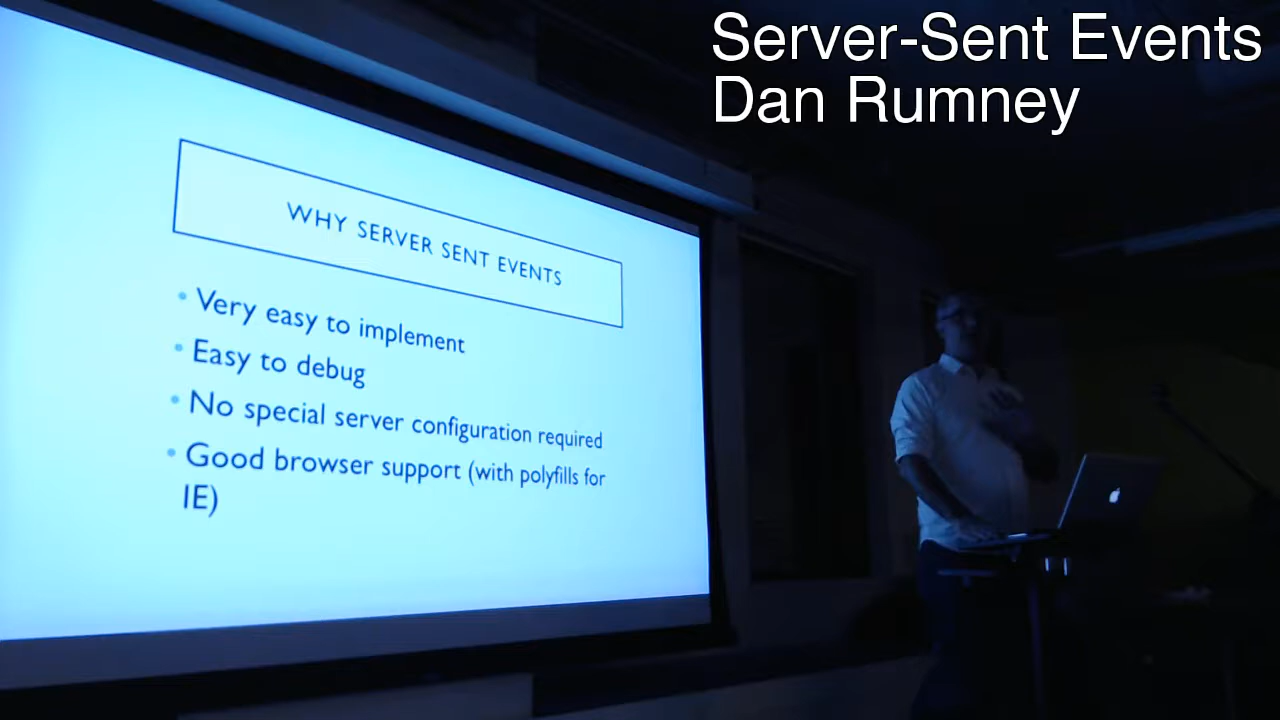 Server-Sent Events
Dan Rumney
WHY SERVER SENT EVENTS
• Very easy to implement
• Easy to debug
• No special server configuration required
• Good browser support (with polyfills for
IE)